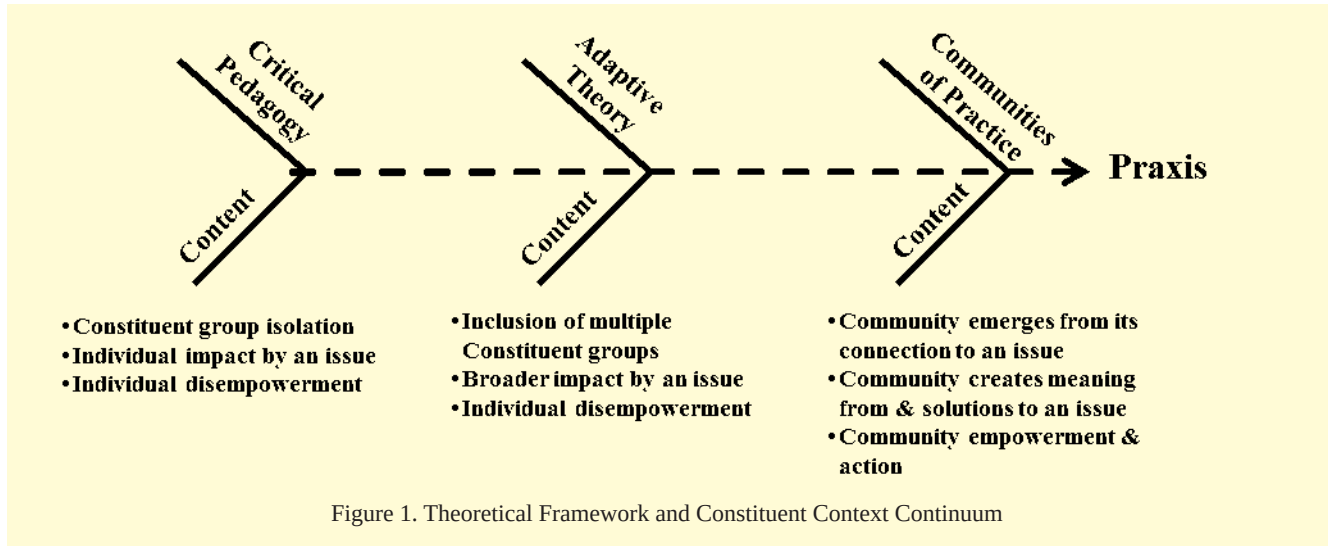 Critical
Pedagogy
Content
• Constituent group isolation
• Individual impact by an issue
• Individual disempowerment
Adaptive
Theory
Content
• Inclusion of multiple
Constituent groups
• Broader impact by an issue
• Individual disempowerment
Communities
of Practice
Content
• Community emerges from its
connection to an issue
• Community creates meaning
from & solutions to an issue
• Community empowerment &
action
Praxis
Figure 1. Theoretical Framework and Constituent Context Continuum